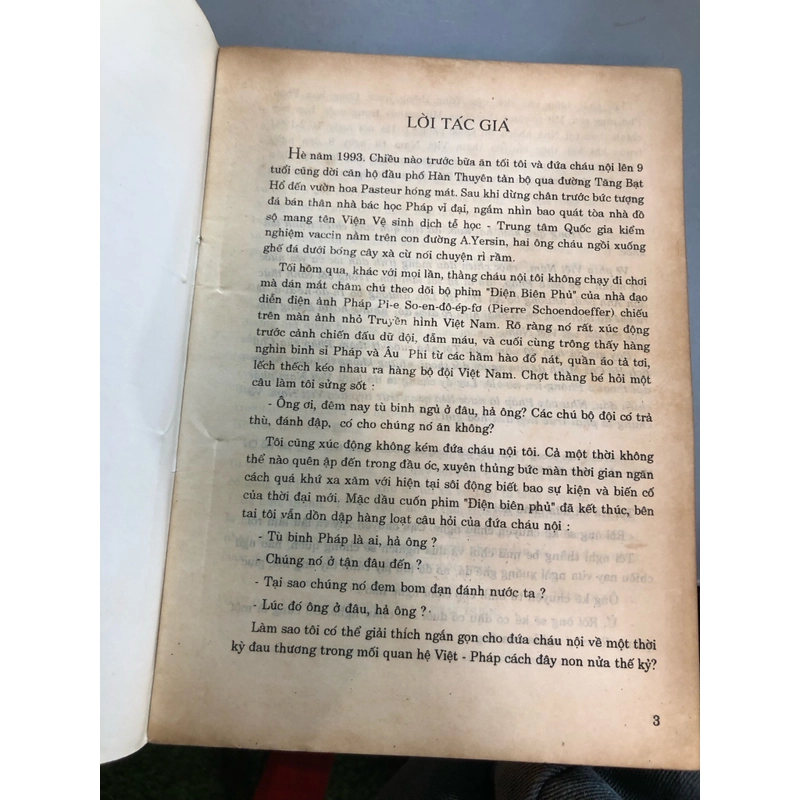 LỜI TÁC GIẢ
Hè năm 1993. Chiều nào trước bữa ăn tối tôi và đứa cháu nội lên 9
tuổi cũng dời căn hộ đầu phố Hàn Thuyên tản bộ qua đường Tăng Bạt
Hổ đến vườn hoa Pasteur hóng mát. Sau khi dừng chân trước bức tượng
đá bán thân nhà bác học Pháp vĩ đại, ngắm nhìn bao quát tòa nhà đồ
sộ mang tên Viện Vệ sinh dịch tễ học - Trung tâm Quốc gia kiểm
nghiệm vaccin nằm trên con đường A.Yersin, hai ông cháu ngồi xuống
ghế đá dưới bóng cây xà cừ nói chuyện rì rầm.
Tối hôm qua, khác với mọi lần, thằng cháu nội tôi không chạy đi chơi
mà dán mắt chăm chú theo dõi bộ phim "Điện Biên Phủ" của nhà đạo
diễn điện ảnh Pháp Pi-e So-en-đô-ép-fơ (Pierre Schoendoeffer) chiếu
trên màn ảnh nhỏ Truyền hình Việt Nam. Rõ ràng nó rất xúc động
trước cảnh chiến đấu dữ dội, đẫm máu, và cuối cùng trông thấy hàng
nghìn binh sĩ Pháp và Âu Phi từ các hầm hào đổ nát, quần áo tả tơi,
lếch thếch kéo nhau ra hàng bộ đội Việt Nam. Chợt thằng bé hỏi một
câu làm tôi sửng sốt :
- Ông ơi, đêm nay tù binh ngủ ở đâu, hả ông? Các chú bộ đội có trả
thù, đánh đập, có cho chúng nó ăn không?
Tôi cũng xúc động không kém đứa cháu nội tôi. Cả một thời không
thể nào quên ập đến trong đầu óc, xuyên thủng bức màn thời gian ngăn
cách quá khứ xa xăm với hiện tại sôi động biết bao sự kiện và biến cố
của thời đại mới. Mặc dầu cuốn phim "Điện biên phủ" đã kết thúc, bên
tai tôi vẫn dồn dập hàng loạt câu hỏi của đứa cháu nội :
- Tù binh Pháp là ai, hả ông ?
- Chúng nó ở tận đâu đến ?
- Tại sao chúng nó đem bom đạn đánh nước ta ?
- Lúc đó ông ở đâu, hả ông ?
Làm sao tôi có thể giải thích ngắn gọn cho đứa cháu nội về một thời
kỳ đau thương trong mối quan hệ Việt - Pháp cách đây non nửa thế kỷ?
3